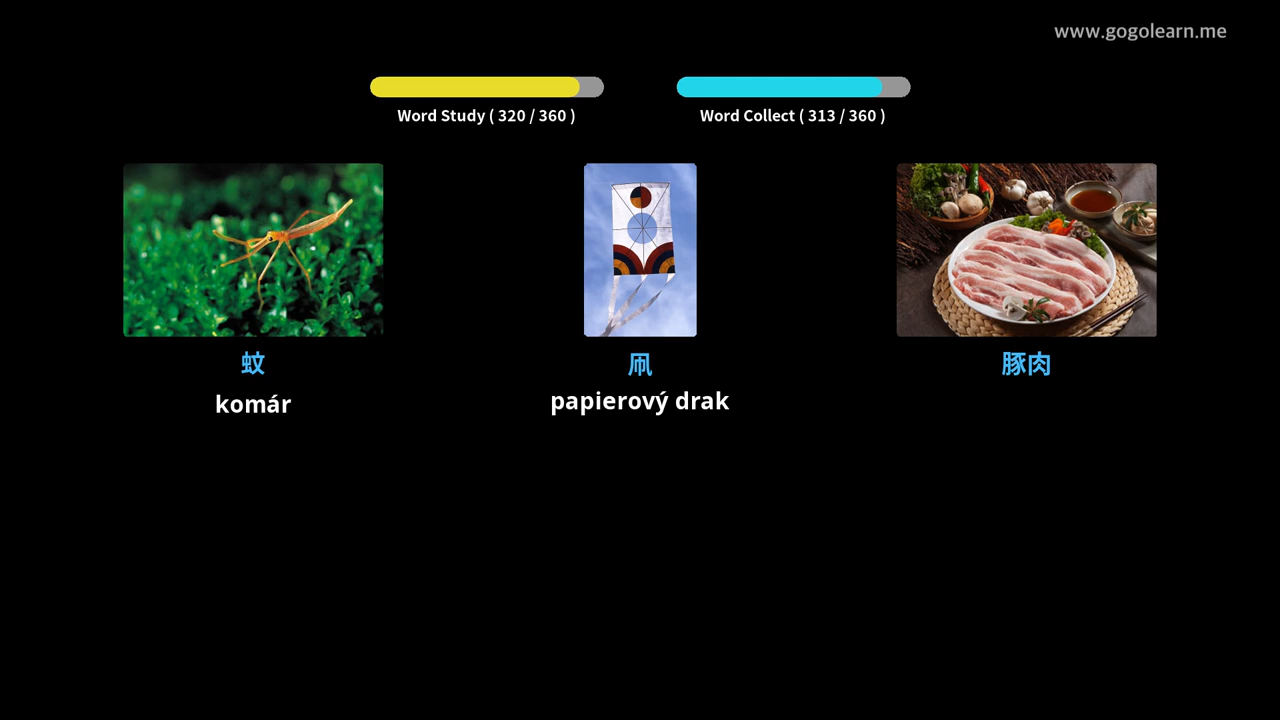 www.gogolearn.me
Word Study ( 320 / 360 )
Word Collect ( 313 / 360 )
蚊
凧
豚肉
komár
papierový drak